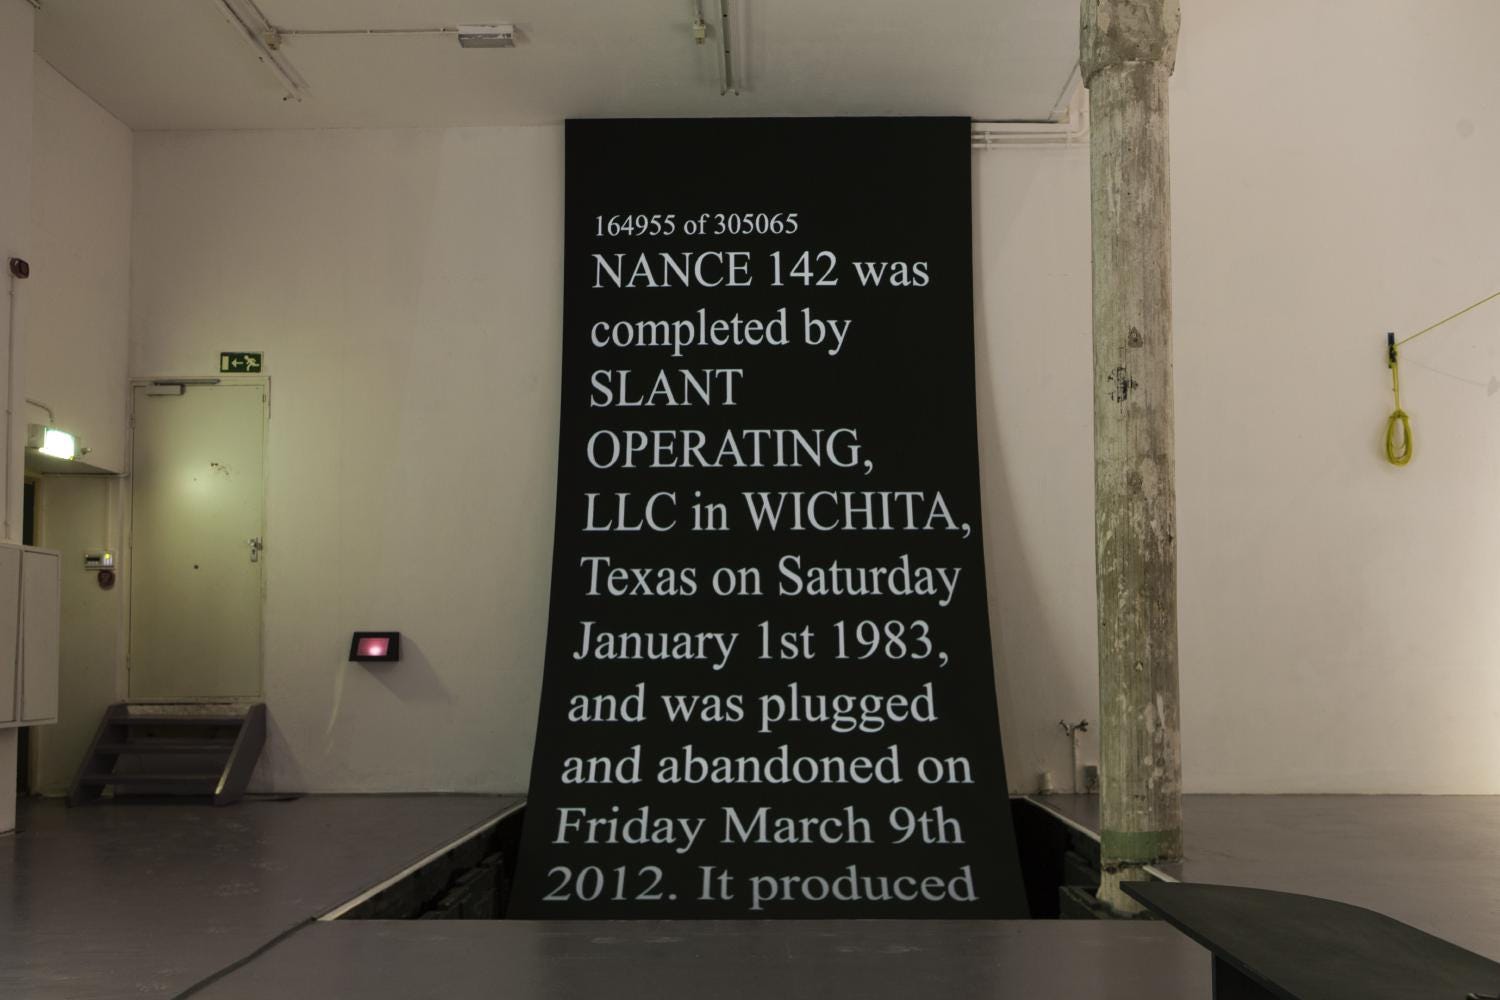 164955 of 305065
NANCE 142 was
completed by
SLANT
OPERATING,
LLC in WICHITA,
Texas on Saturday
January 1st 1983,
and was plugged
and abandoned on
Friday March 9th
2012. It produced